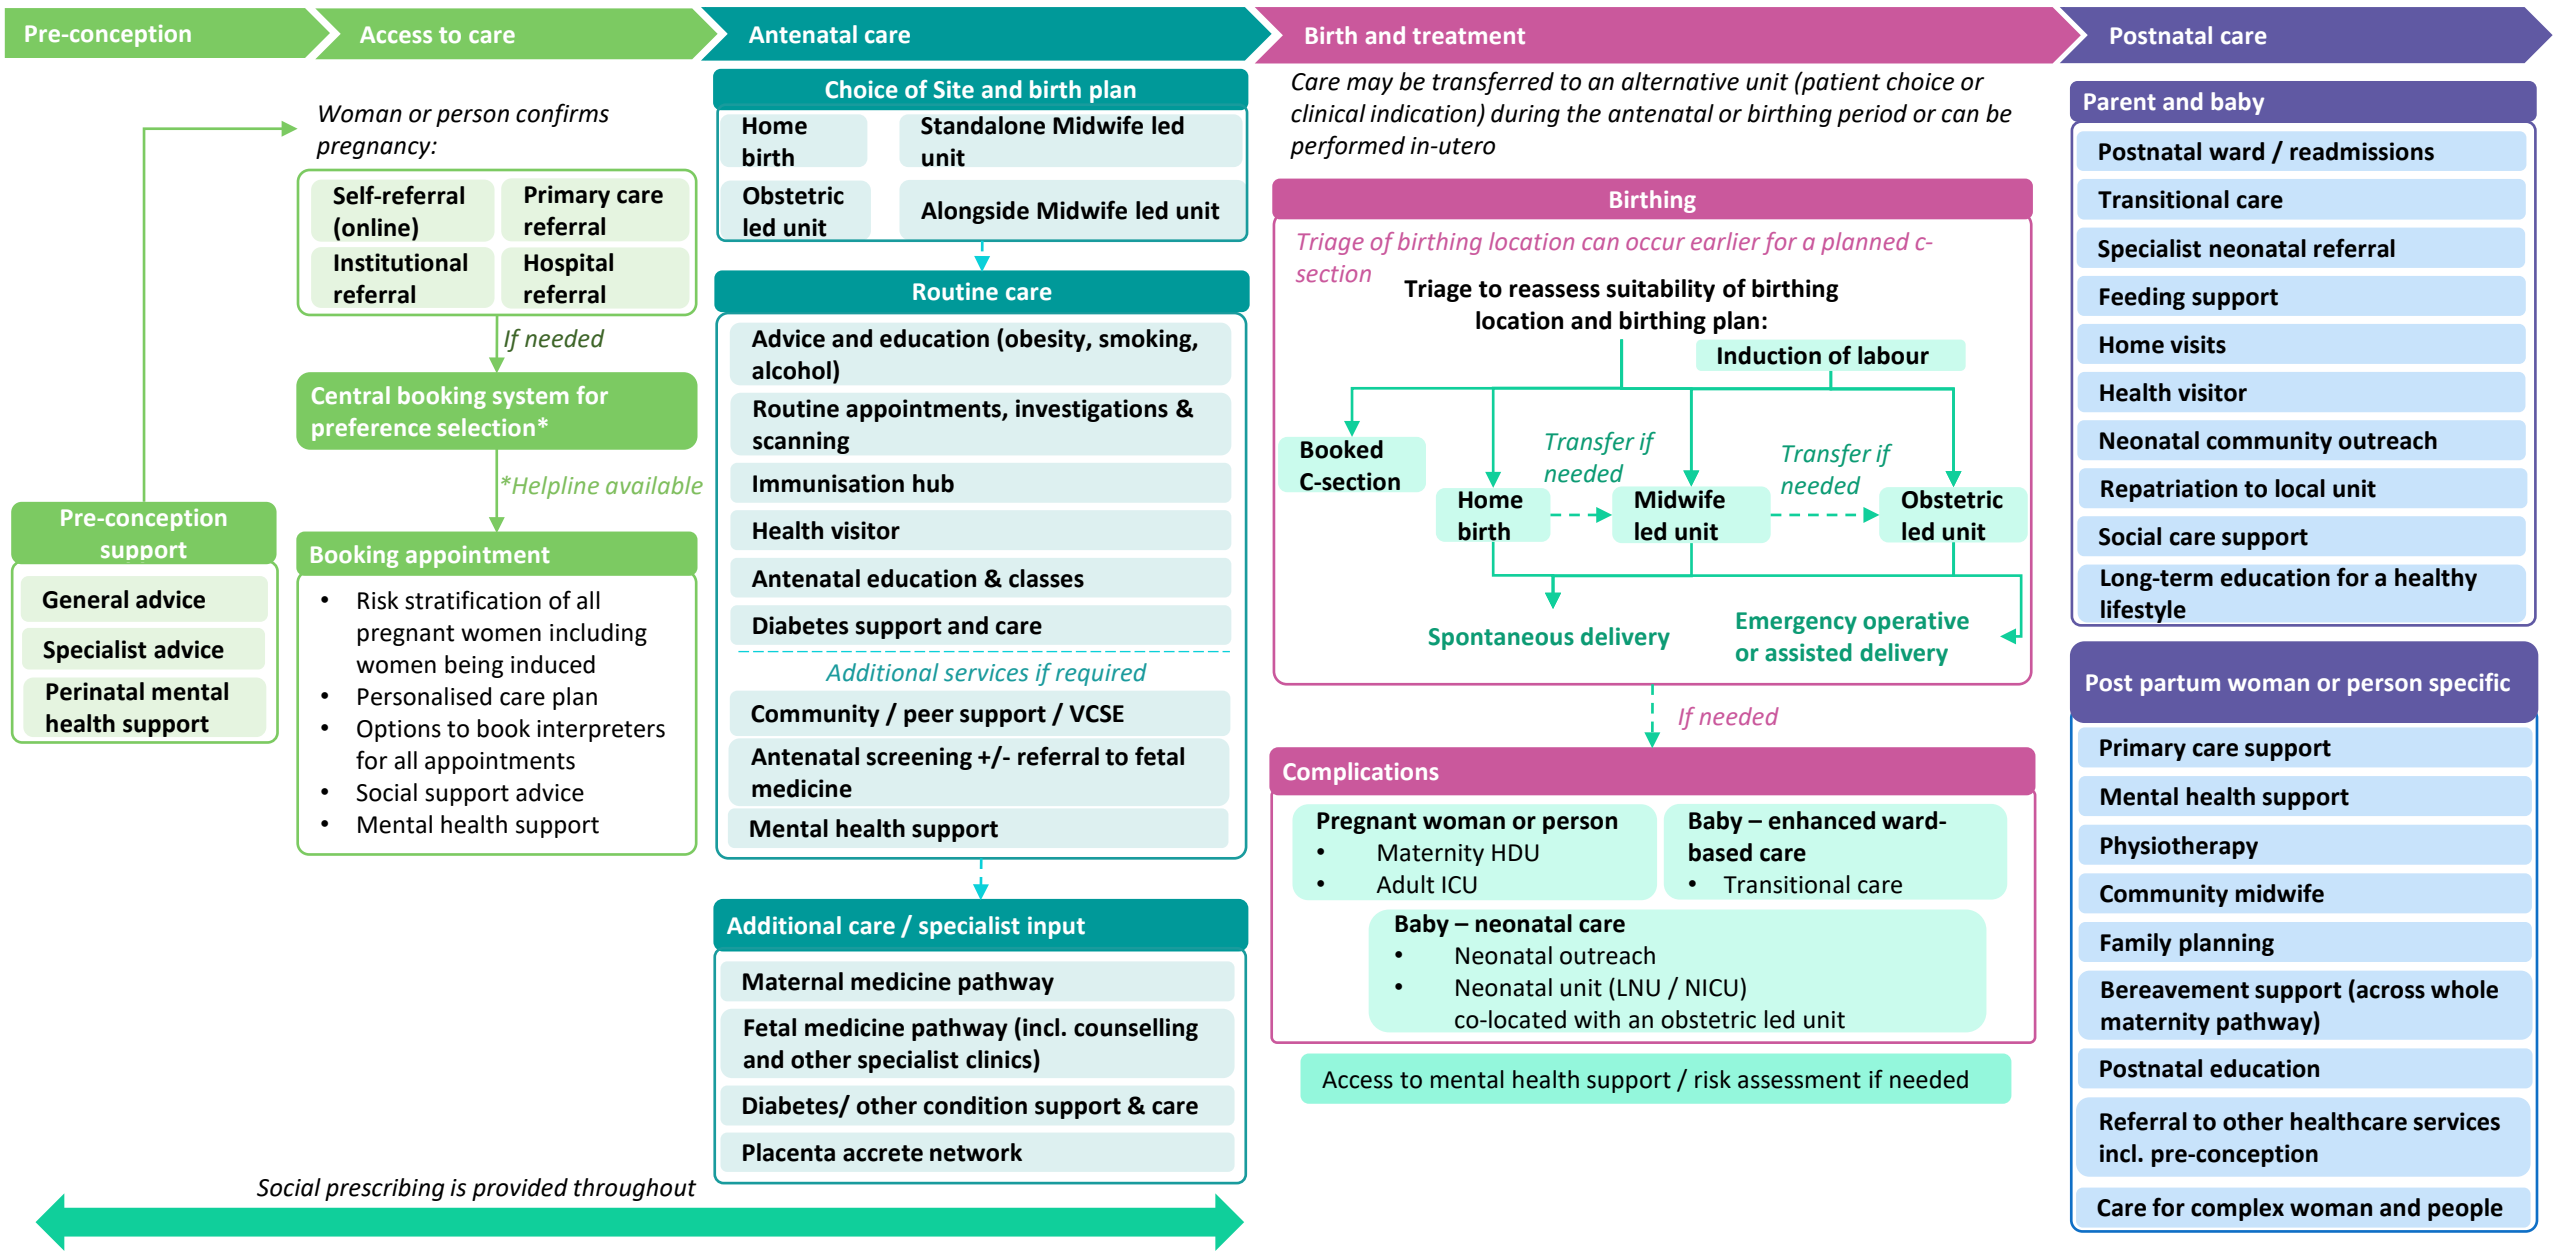 Pre-conception
Access to care
Antenatal care
Birth and treatment
Postnatal care
Pre-conception
support
General advice
Specialist advice
Perinatal mental
health support
Woman or person confirms
pregnancy:
Self-referral
(online)
Primary care
referral
Institutional
referral
Hospital
referral
If needed
Central booking system for
preference selection*
*Helpline available
Booking appointment
• Risk stratification of all
pregnant women including
women being induced
• Personalised care plan
• Options to book interpreters
for all appointments
• Social support advice
• Mental health support
Choice of Site and birth plan
Home
birth
Standalone Midwife led
unit
Obstetric
led unit
Alongside Midwife led unit
Routine care
Advice and education (obesity, smoking,
alcohol)
Routine appointments, investigations &
scanning
Immunisation hub
Health visitor
Antenatal education & classes
Diabetes support and care
Additional services if required
Community / peer support / VCSE
Antenatal screening +/- referral to fetal
medicine
Mental health support
Additional care / specialist input
Maternal medicine pathway
Fetal medicine pathway (incl. counselling
and other specialist clinics)
Diabetes/ other condition support & care
Placenta accrete network
Social prescribing is provided throughout
Care may be transferred to an alternative unit (patient choice or
clinical indication) during the antenatal or birthing period or can be
performed in-utero
Birthing
Triage of birthing location can occur earlier for a planned c-
section
Triage to reassess suitability of birthing
location and birthing plan:
Induction of labour
Booked
C-section
Home
birth
Transfer if
needed
Midwife
led unit
Transfer if
needed
Obstetric
led unit
Spontaneous delivery
Emergency operative
or assisted delivery
If needed
Complications
Pregnant woman or person
• Maternity HDU
• Adult ICU
Baby – enhanced ward-
based care
• Transitional care
Baby – neonatal care
• Neonatal outreach
• Neonatal unit (LNU / NICU)
co-located with an obstetric led unit
Access to mental health support / risk assessment if needed
Parent and baby
Postnatal ward / readmissions
Transitional care
Specialist neonatal referral
Feeding support
Home visits
Health visitor
Neonatal community outreach
Repatriation to local unit
Social care support
Long-term education for a healthy
lifestyle
Post partum woman or person specific
Primary care support
Mental health support
Physiotherapy
Community midwife
Family planning
Bereavement support (across whole
maternity pathway)
Postnatal education
Referral to other healthcare services
incl. pre-conception
Care for complex woman and people